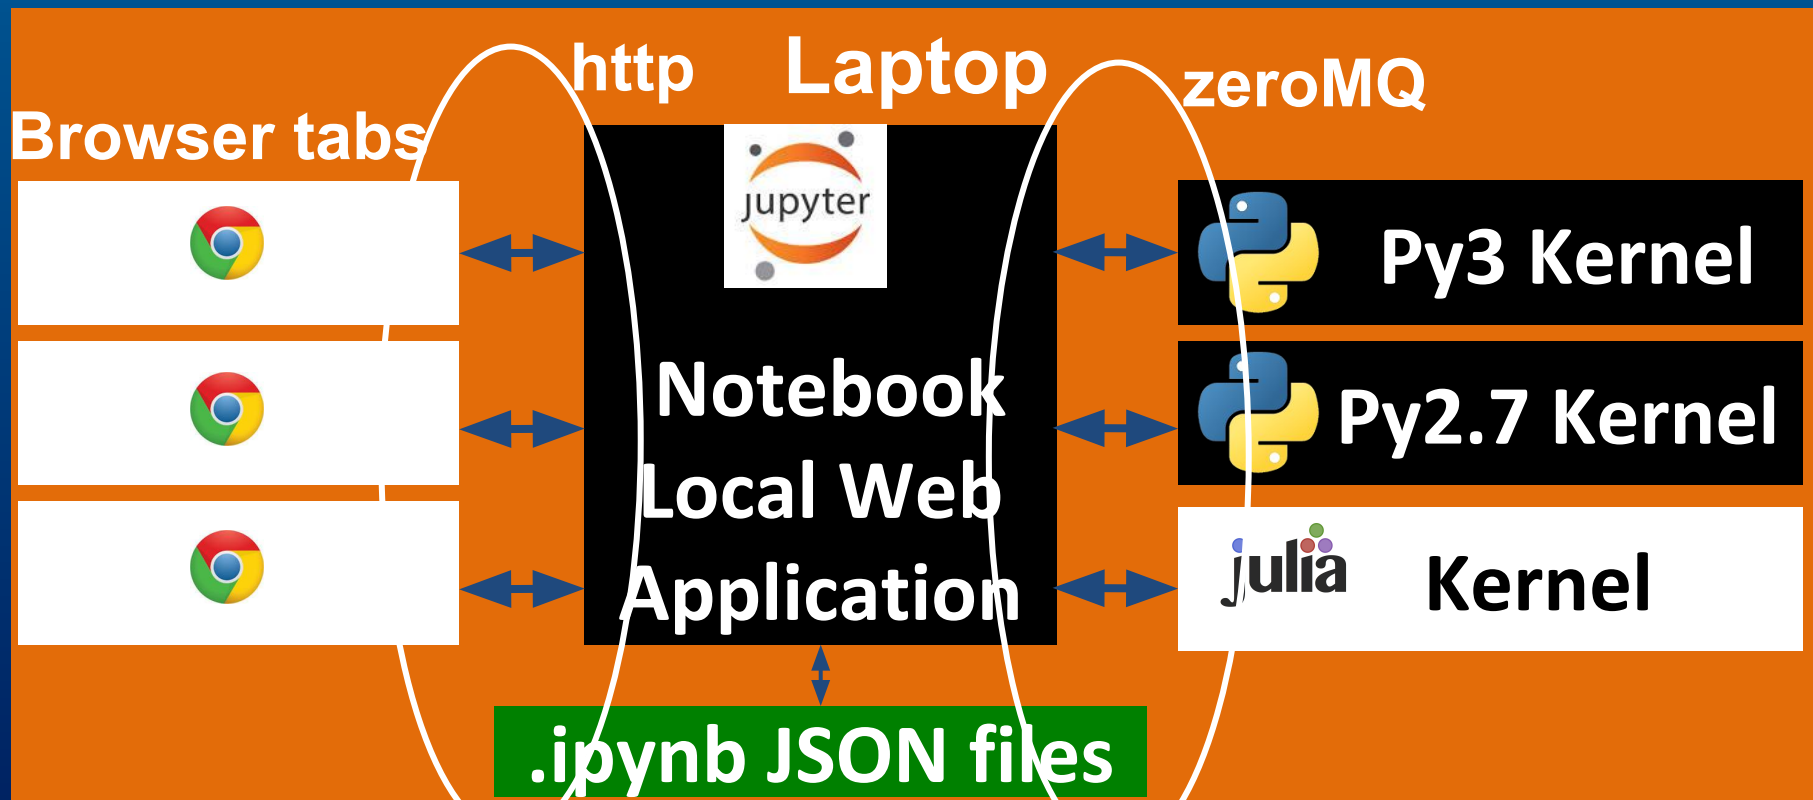 http
Laptop
zeroMQ
Browser tabs
jupyter
Py3 Kernel
Notebook
Local Web
Application
Py2.7 Kernel
julia
Kernel
.ipynb JSON files